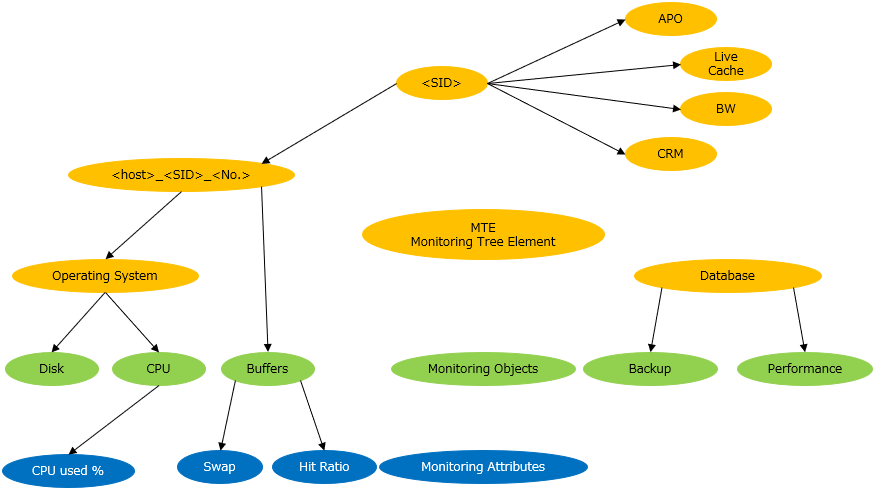 APO
Live
Cache
<SID>
BW
CRM
<host>_<SID>_<No.>
MTE
Monitoring Tree Element
Operating System
Database
Disk
CPU
Buffers
Monitoring Objects
Backup
Performance
CPU used %
Swap
Hit Ratio
Monitoring Attributes